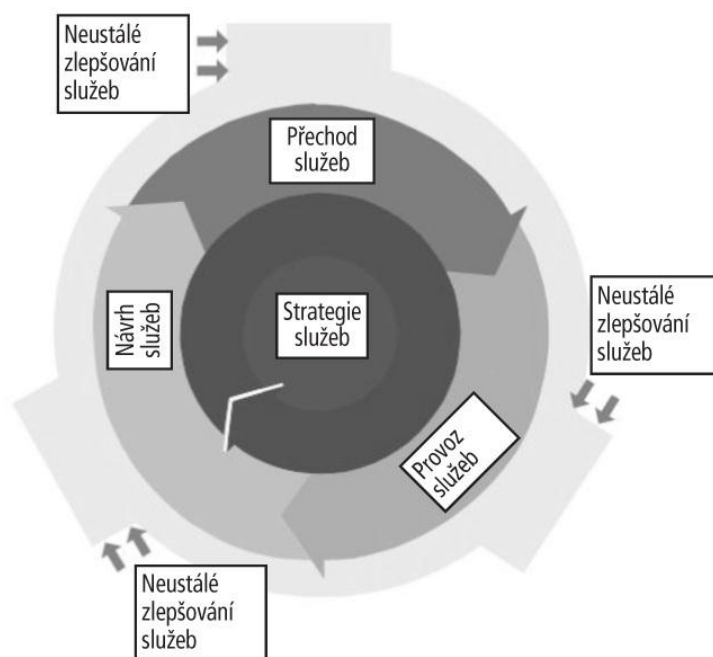 Neustálé
zlepšování
služeb
Přechod
služeb
Neustálé
zlepšování
služeb
Návrh
služeb
Strategie
služeb
Provoz
služeb
Neustálé
zlepšování
služeb